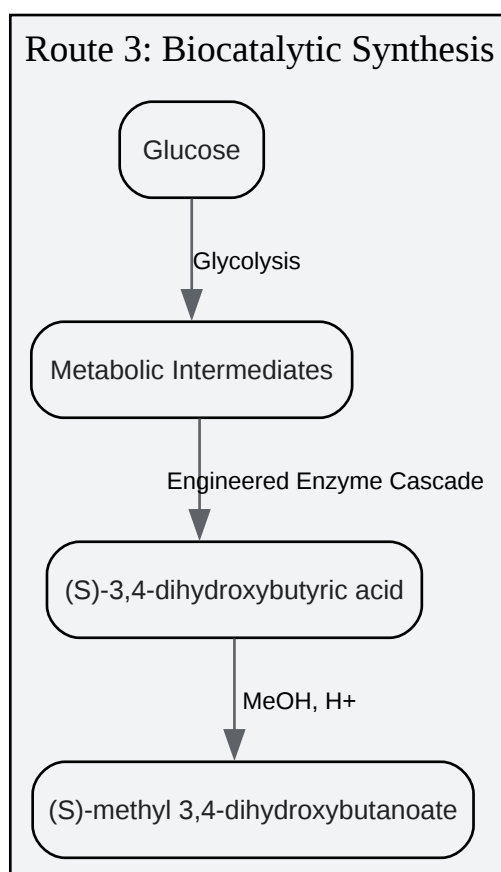 Route 3: Biocatalytic Synthesis
Glucose
Glycolysis
Metabolic Intermediates
Engineered Enzyme Cascade
(S)-3,4-dihydroxybutyric acid
MeOH, H+
(S)-methyl 3,4-dihydroxybutanoate